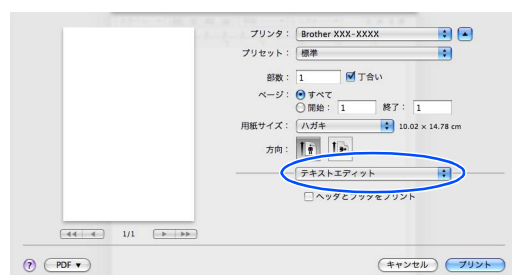 プリンタ： Brother XXX-XXXX
プリセット： 標準
部数： 1 丁合い
ページ： すべて
開始： 1 終了： 1
用紙サイズ： ハガキ 10.02 × 14.78 cm
方向：
テキストエディット
ヘッダとフッタをプリント
1/1
? PDF▼ キャンセル プリント